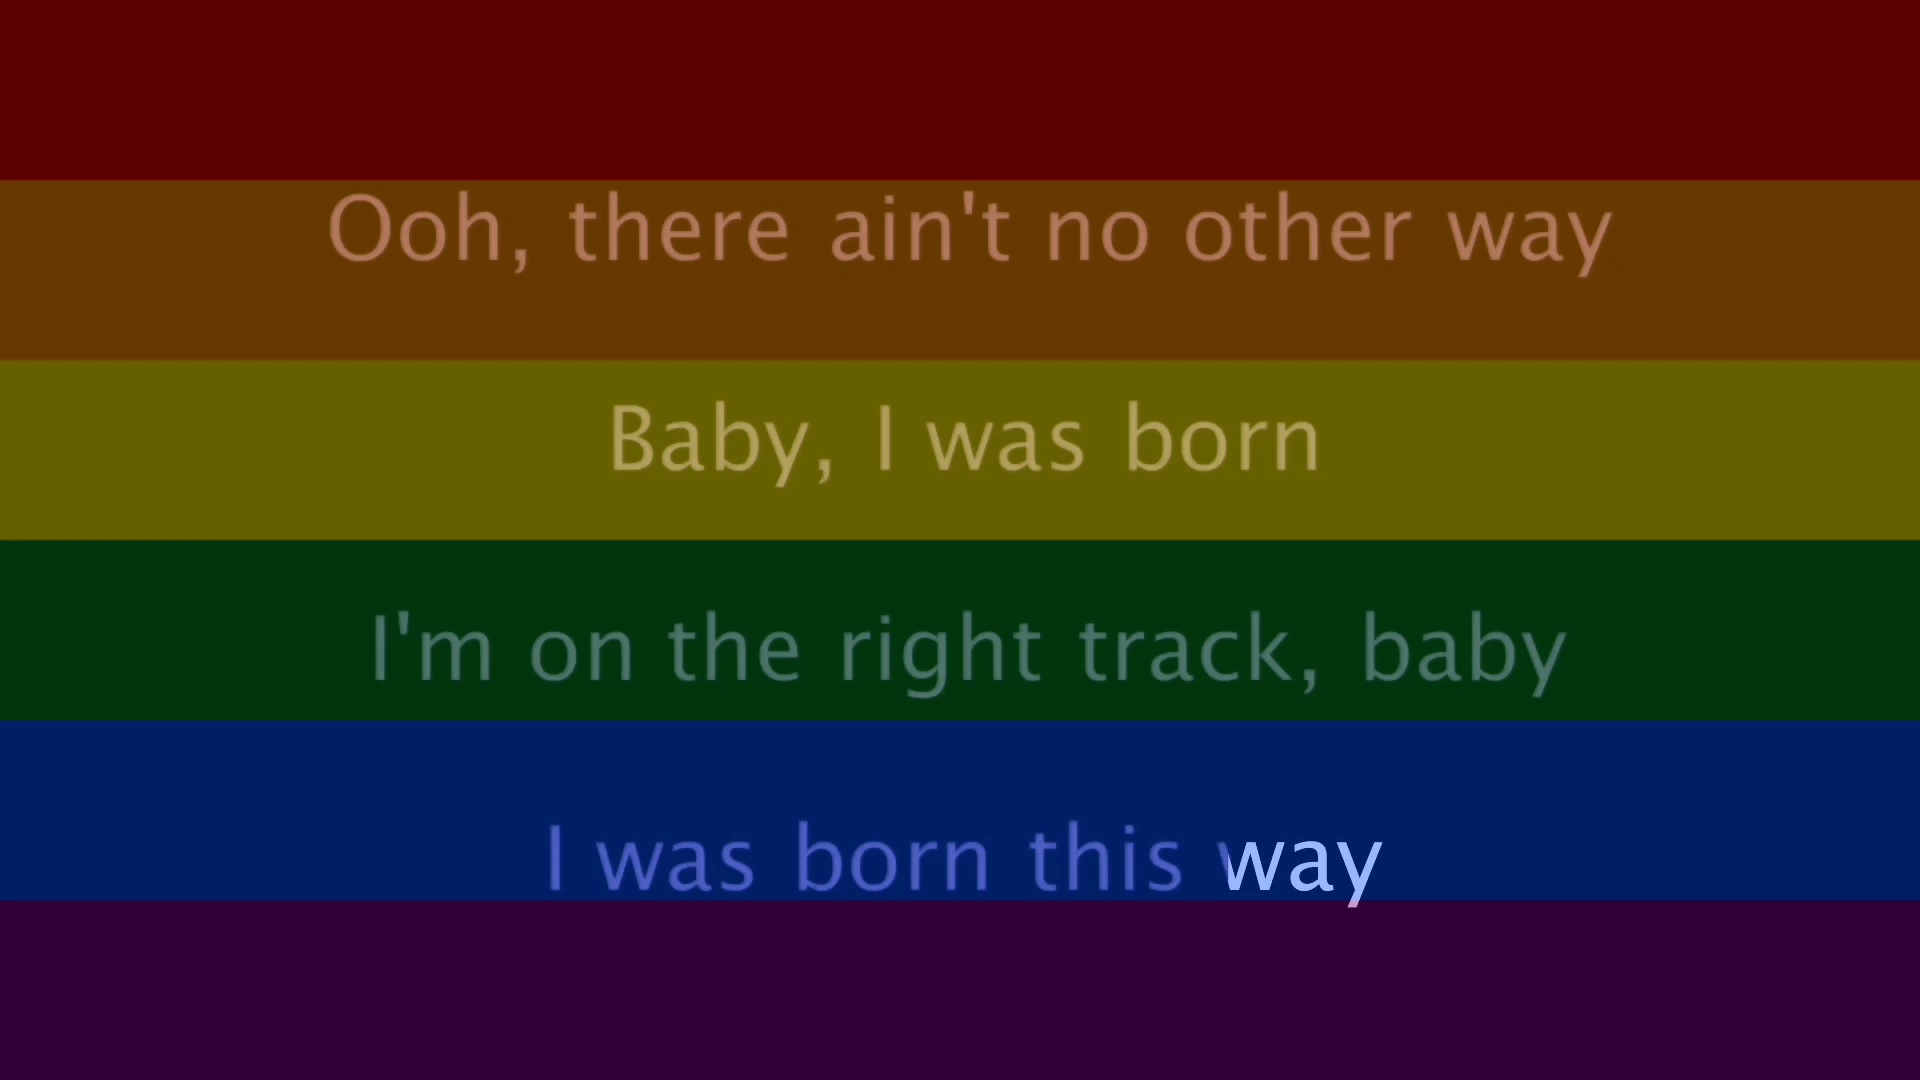 Ooh, there ain't no other way
Baby, I was born
I'm on the right track, baby
I was born this way